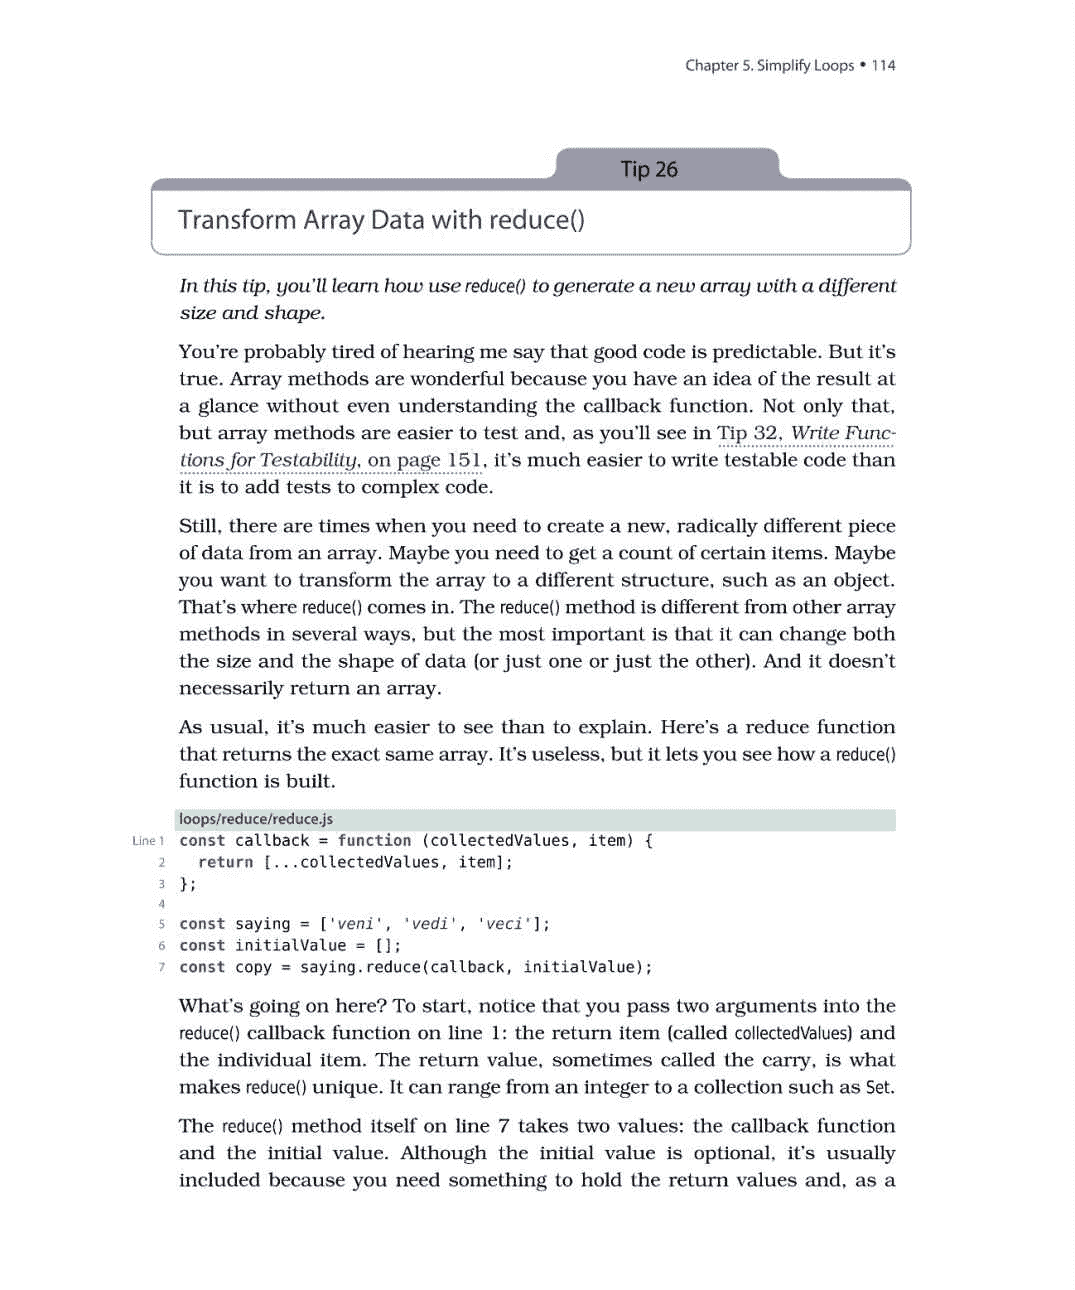 Chapter 5. Simplify Loops • 114
Tip 26
Transform Array Data with reduce()
In this tip, you'll learn how use reduce() to generate a new array with a different
size and shape.
You're probably tired of hearing me say that good code is predictable. But it's
true. Array methods are wonderful because you have an idea of the result at
a glance without even understanding the callback function. Not only that,
but array methods are easier to test and, as you'll see in Tip 32, Write Func-
tions for Testability, on page 151, it's much easier to write testable code than
it is to add tests to complex code.
Still, there are times when you need to create a new, radically different piece
of data from an array. Maybe you need to get a count of certain items. Maybe
you want to transform the array to a different structure, such as an object.
That's where reduce() comes in. The reduce() method is different from other array
methods in several ways, but the most important is that it can change both
the size and the shape of data (or just one or just the other). And it doesn't
necessarily return an array.
As usual, it's much easier to see than to explain. Here's a reduce function
that returns the exact same array. It's useless, but it lets you see how a reduce()
function is built.
loops/reduce/reduce.js
Line 1 const callback = function (collectedValues, item) {
2 return [...collectedValues, item];
3 };
4
5 const saying = ['veni', 'vedi', 'veci'];
6 const initialValue = [];
7 const copy = saying.reduce(callback, initialValue);
What's going on here? To start, notice that you pass two arguments into the
reduce() callback function on line 1: the return item (called collectedValues) and
the individual item. The return value, sometimes called the carry, is what
makes reduce() unique. It can range from an integer to a collection such as Set.
The reduce() method itself on line 7 takes two values: the callback function
and the initial value. Although the initial value is optional, it's usually
included because you need something to hold the return values and, as a